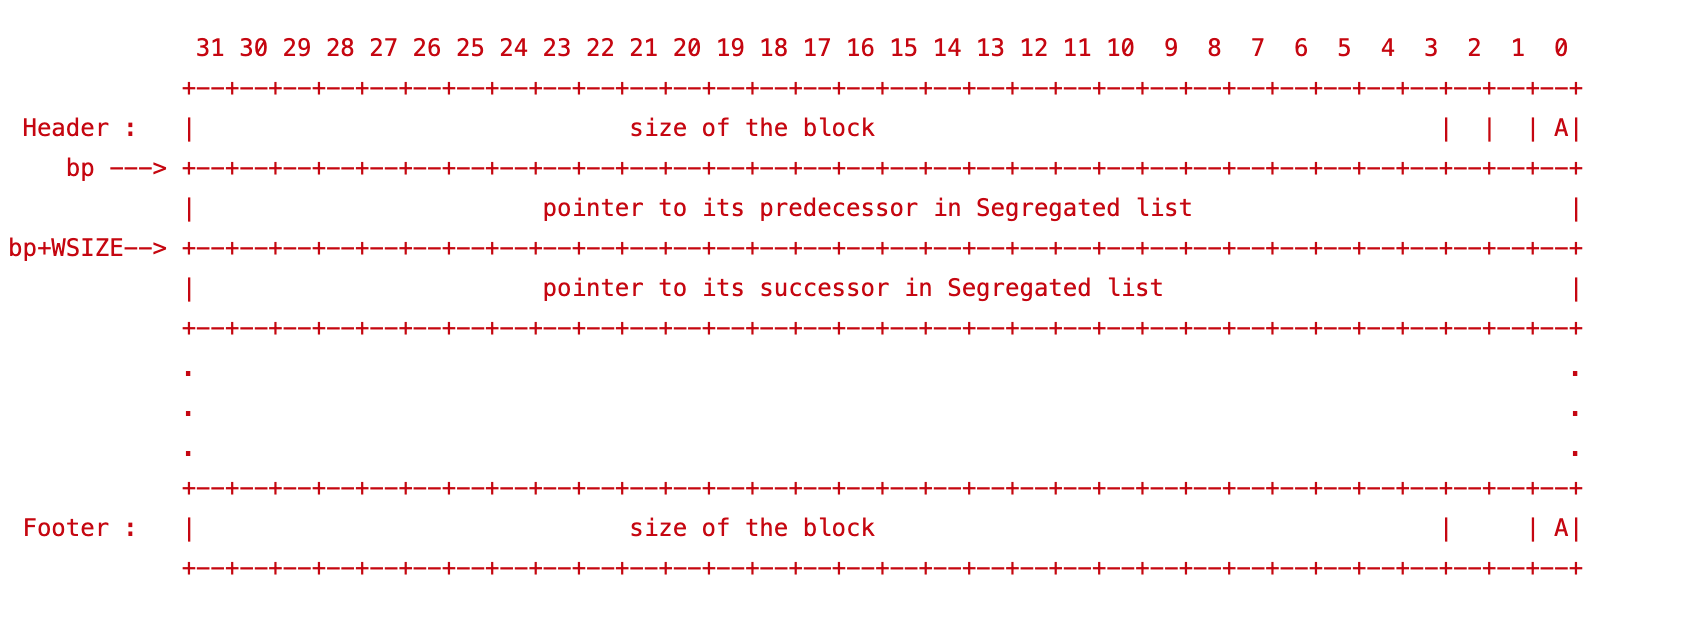 31 30 29 28 27 26 25 24 23 22 21 20 19 18 17 16 15 14 13 12 11 10 9 8 7 6 5 4 3 2 1 0
+--+--+--+--+--+--+--+--+--+--+--+--+--+--+--+--+--+--+--+--+--+--+--+--+--+--+--+--+--+--+--+--+
Header : | size of the block | | | A|
bp ---> +--+--+--+--+--+--+--+--+--+--+--+--+--+--+--+--+--+--+--+--+--+--+--+--+--+--+--+--+--+--+--+--+
| pointer to its predecessor in Segregated list |
bp+WSIZE--> +--+--+--+--+--+--+--+--+--+--+--+--+--+--+--+--+--+--+--+--+--+--+--+--+--+--+--+--+--+--+--+--+
| pointer to its successor in Segregated list |
+--+--+--+--+--+--+--+--+--+--+--+--+--+--+--+--+--+--+--+--+--+--+--+--+--+--+--+--+--+--+--+--+
. .
. .
. .
+--+--+--+--+--+--+--+--+--+--+--+--+--+--+--+--+--+--+--+--+--+--+--+--+--+--+--+--+--+--+--+--+
Footer : | size of the block | | A|
+--+--+--+--+--+--+--+--+--+--+--+--+--+--+--+--+--+--+--+--+--+--+--+--+--+--+--+--+--+--+--+--+